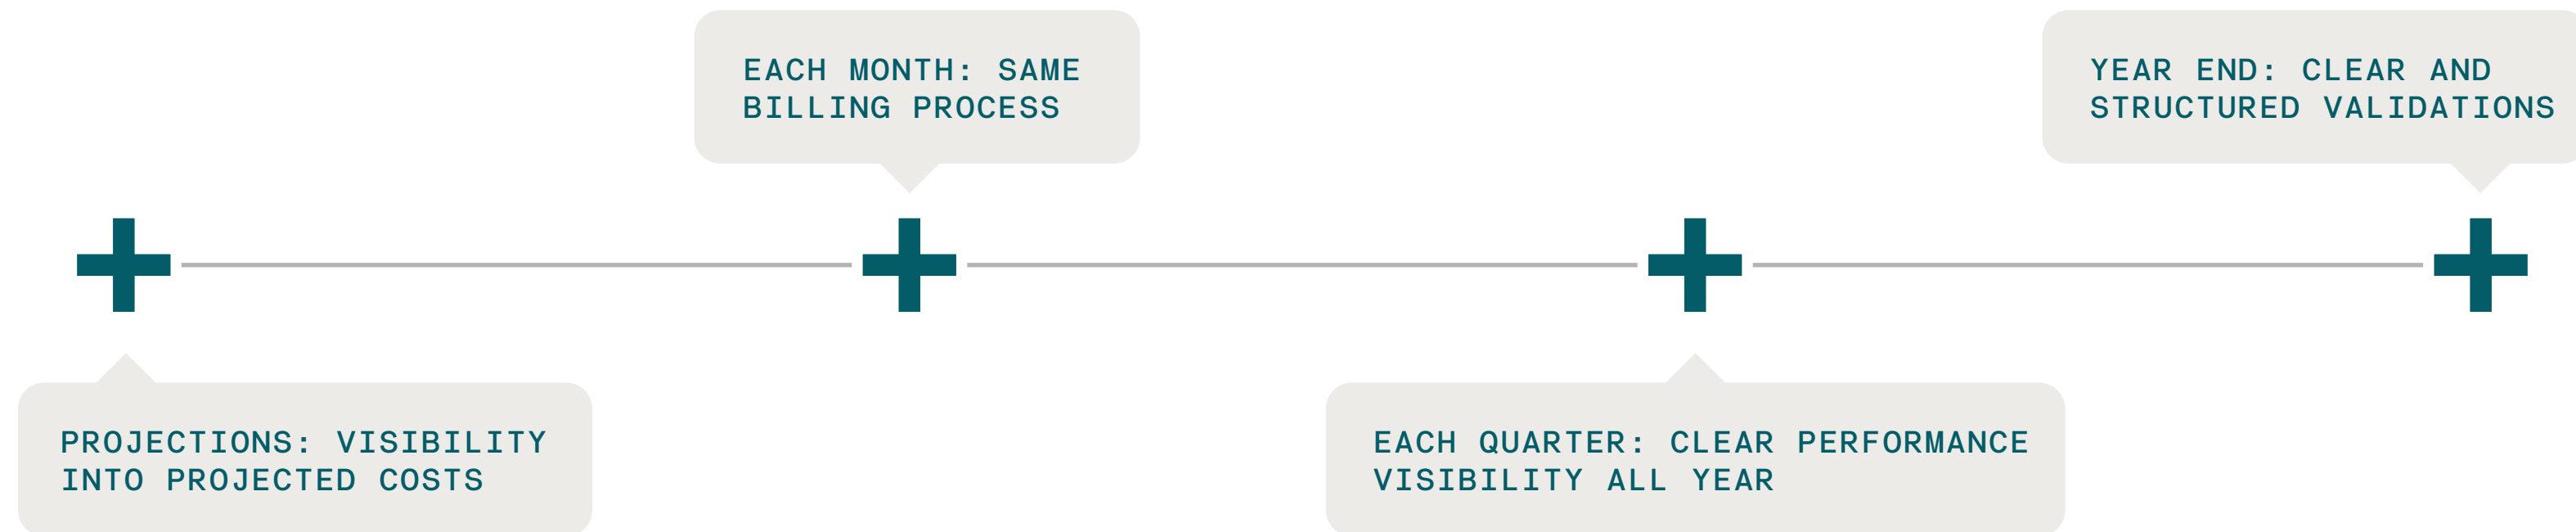 PROJECTIONS: VISIBILITY
INTO PROJECTED COSTS
EACH MONTH: SAME
BILLING PROCESS
EACH QUARTER: CLEAR PERFORMANCE
VISIBILITY ALL YEAR
YEAR END: CLEAR AND
STRUCTURED VALIDATIONS